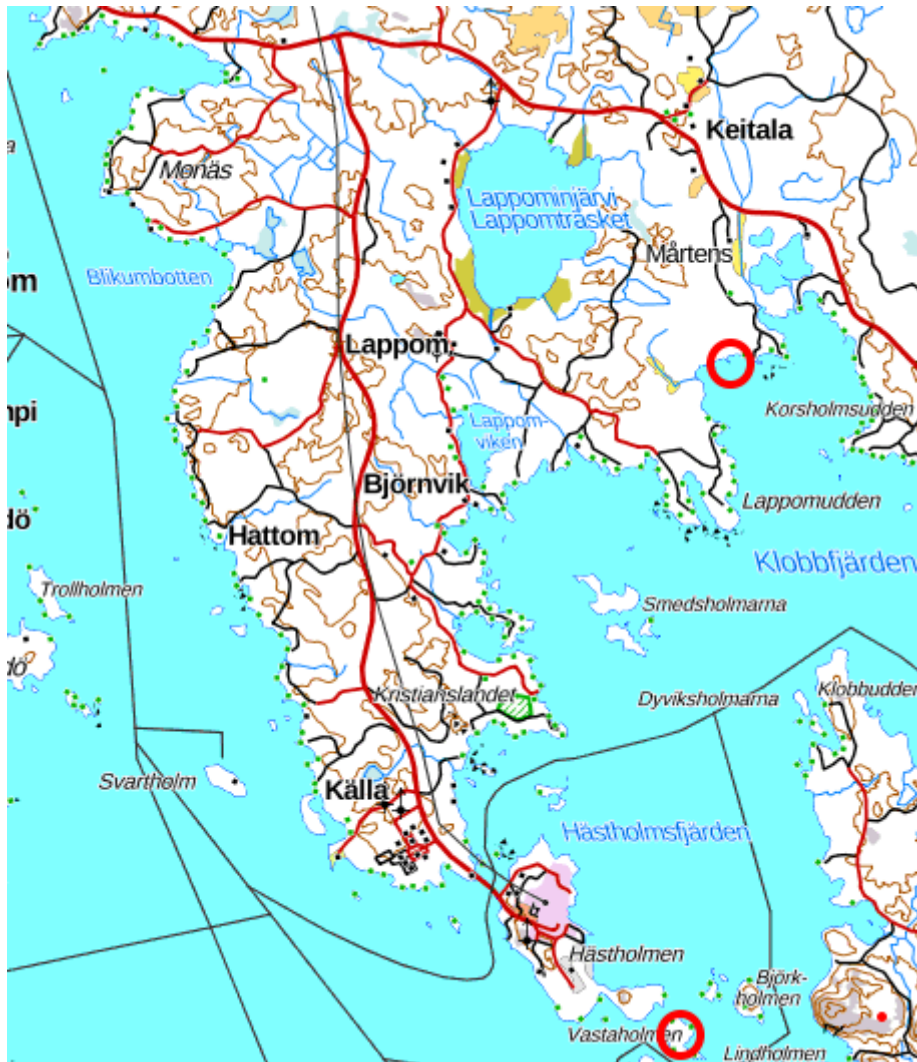 Keitala
a
Monäs
Lappominjärvi
Lappomträsket
Mårtens
Blikumbotten
om
Lappom
mpi
Korsholmsudden
Lappom-
viken
Björnvik
Lappomudden
dö
Hattom
Klobbfjärden
Trollholmen
Smedsholmarna
dö
Kristianslandet
Dyviksholmarna
Klobbudden
Svartholm
Källa
Hästholmsfjärden
Hästholmen
Björk-
holmen
Vastaholmen
Lindholmen